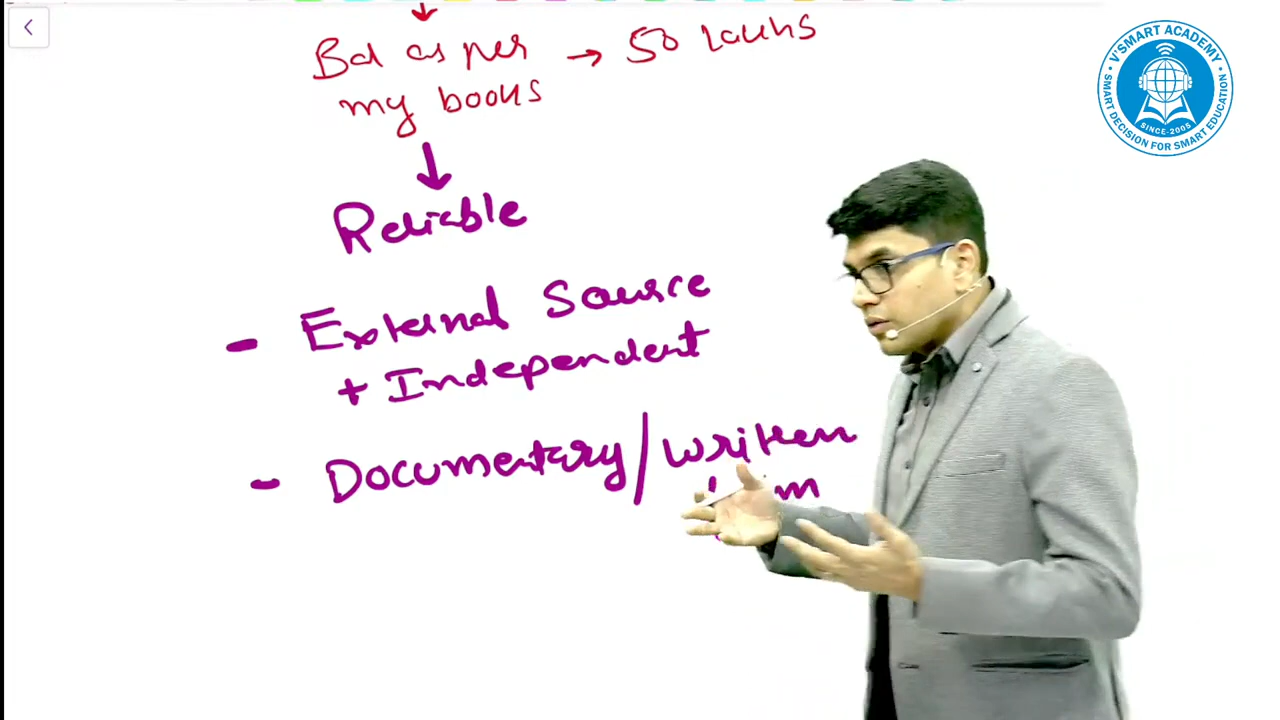 Bal as per → 50 lakhs
my books
Reliable
- External Source
+ Independent
- Documentary/written
V'SMART ACADEMY
SMART DECISION FOR SMART EDUCATION
SINCE-2005